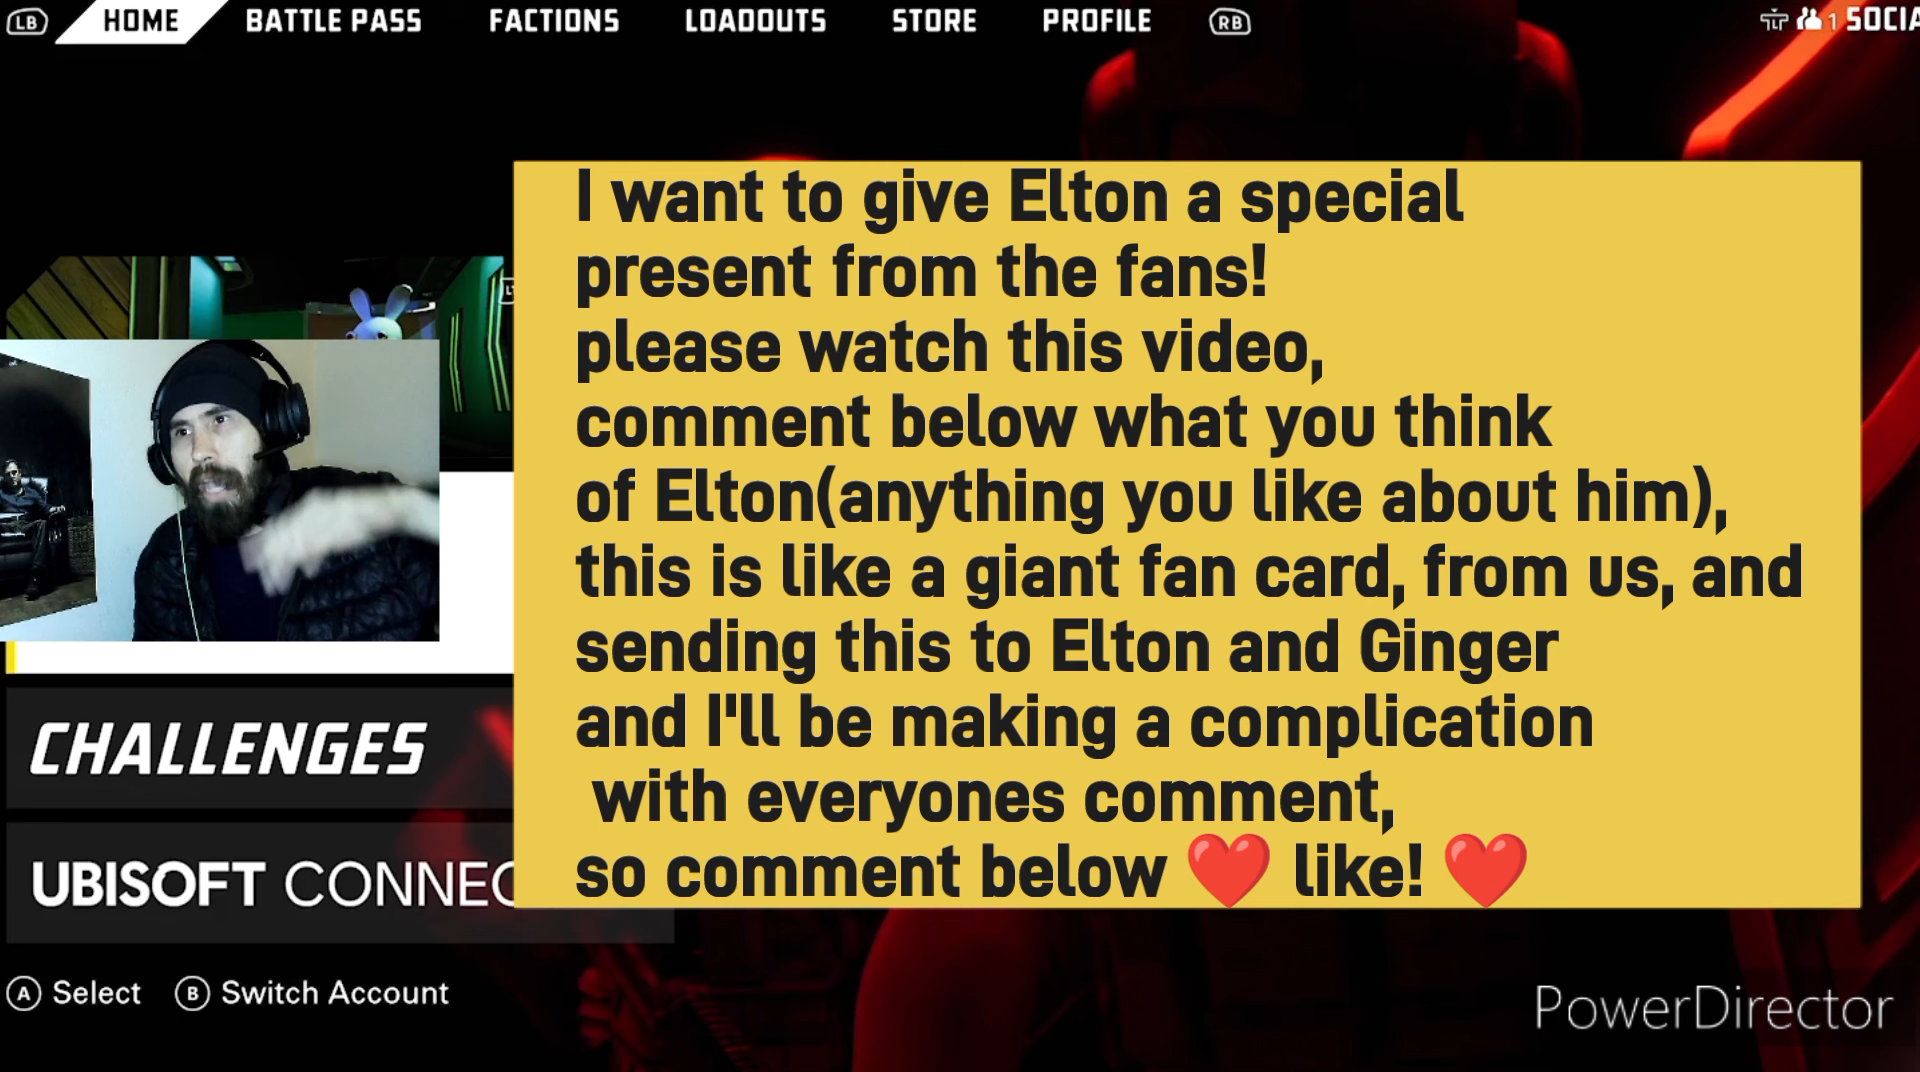 LB HOME BATTLE PASS FACTIONS LOADOUTS STORE PROFILE RB 1 SOCIA
I want to give Elton a special
present from the fans!
please watch this video,
comment below what you think
of Elton(anything you like about him),
this is like a giant fan card, from us, and
sending this to Elton and Ginger
and I'll be making a complication
with everyones comment,
so comment below ❤️ like! ❤️
CHALLENGES
UBISOFT CONNEC
A Select B Switch Account
PowerDirector